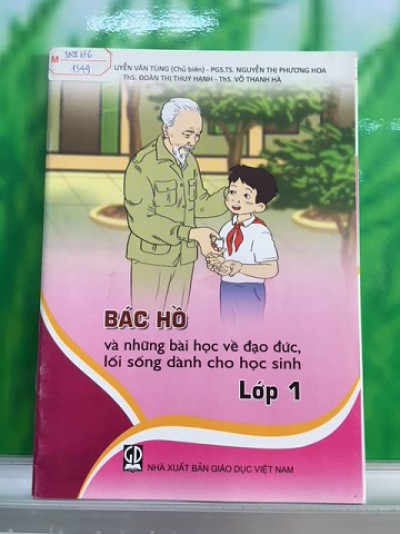 M
1349
UYỄN VĂN TÙNG (Chủ biên) - PGS.TS. NGUYỄN THỊ PHƯƠNG HOA
ThS. ĐOÀN THỊ THUÝ HẠNH - ThS. VÕ THANH HÀ
BÁC HỒ
và những bài học về đạo đức,
lối sống dành cho học sinh
Lớp 1
GD
NHÀ XUẤT BẢN GIÁO DỤC VIỆT NAM